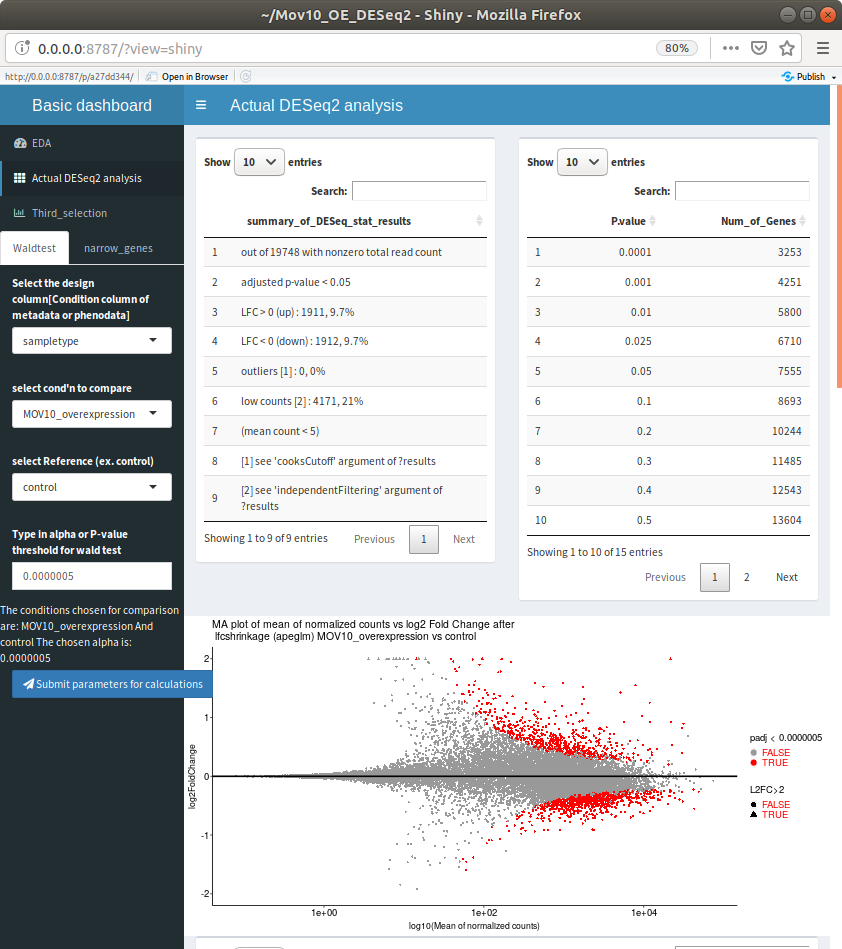 ~/Mov10_OE_DESeq2 - Shiny - Mozilla Firefox
0.0.0.0:8787/?view=shiny
80%
http://0.0.0.0:8787/p/a27dd344/
Open in Browser
Publish
Basic dashboard
Actual DESeq2 analysis
EDA
Actual DESeq2 analysis
Third_selection
Waldtest
narrow_genes
Select the design
column[Condition column of
metadata or phenodata]
sampletype
select cond'n to compare
MOV10_overexpression
select Reference (ex. control)
control
Type in alpha or P-value
threshold for wald test
0.0000005
The conditions chosen for comparison
are: MOV10_overexpression And
control The chosen alpha is:
0.0000005
Submit parameters for calculations
Show 10 entries
Search:
summary_of_DESeq_stat_results
1 out of 19748 with nonzero total read count
2 adjusted p-value < 0.05
3 LFC > 0 (up) : 1911, 9.7%
4 LFC < 0 (down) : 1912, 9.7%
5 outliers [1] : 0, 0%
6 low counts [2] : 4171, 21%
7 (mean count < 5)
8 [1] see 'cooksCutoff' argument of ?results
9 [2] see 'independentFiltering' argument of
?results
Showing 1 to 9 of 9 entries
Previous 1 Next
Show 10 entries
Search:
P.value Num_of_Genes
1 0.0001 3253
2 0.001 4251
3 0.01 5800
4 0.025 6710
5 0.05 7555
6 0.1 8693
7 0.2 10244
8 0.3 11485
9 0.4 12543
10 0.5 13604
Showing 1 to 10 of 15 entries
Previous 1 2 Next
MA plot of mean of normalized counts vs log2 Fold Change after
lfcshrinkage (apeglm) MOV10_overexpression vs control
2
1
0
-1
-2
log2FoldChange
1e+00 1e+02 1e+04
log10(Mean of normalized counts)
padj < 0.0000005
FALSE
TRUE
L2FC>2
FALSE
TRUE